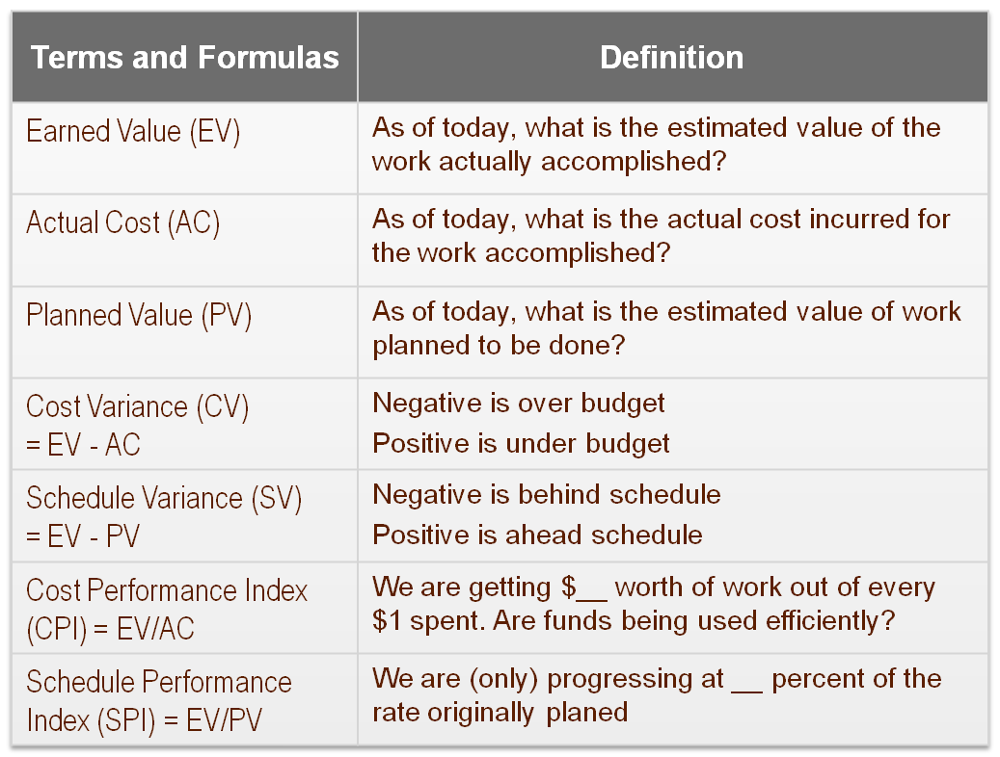 Terms and Formulas
Definition
Earned Value (EV)
As of today, what is the estimated value of the
work actually accomplished?
Actual Cost (AC)
As of today, what is the actual cost incurred for
the work accomplished?
Planned Value (PV)
As of today, what is the estimated value of work
planned to be done?
Cost Variance (CV)
= EV - AC
Negative is over budget
Positive is under budget
Schedule Variance (SV)
= EV - PV
Negative is behind schedule
Positive is ahead schedule
Cost Performance Index
(CPI) = EV/AC
We are getting $__ worth of work out of every
$1 spent. Are funds being used efficiently?
Schedule Performance
Index (SPI) = EV/PV
We are (only) progressing at __ percent of the
rate originally planed